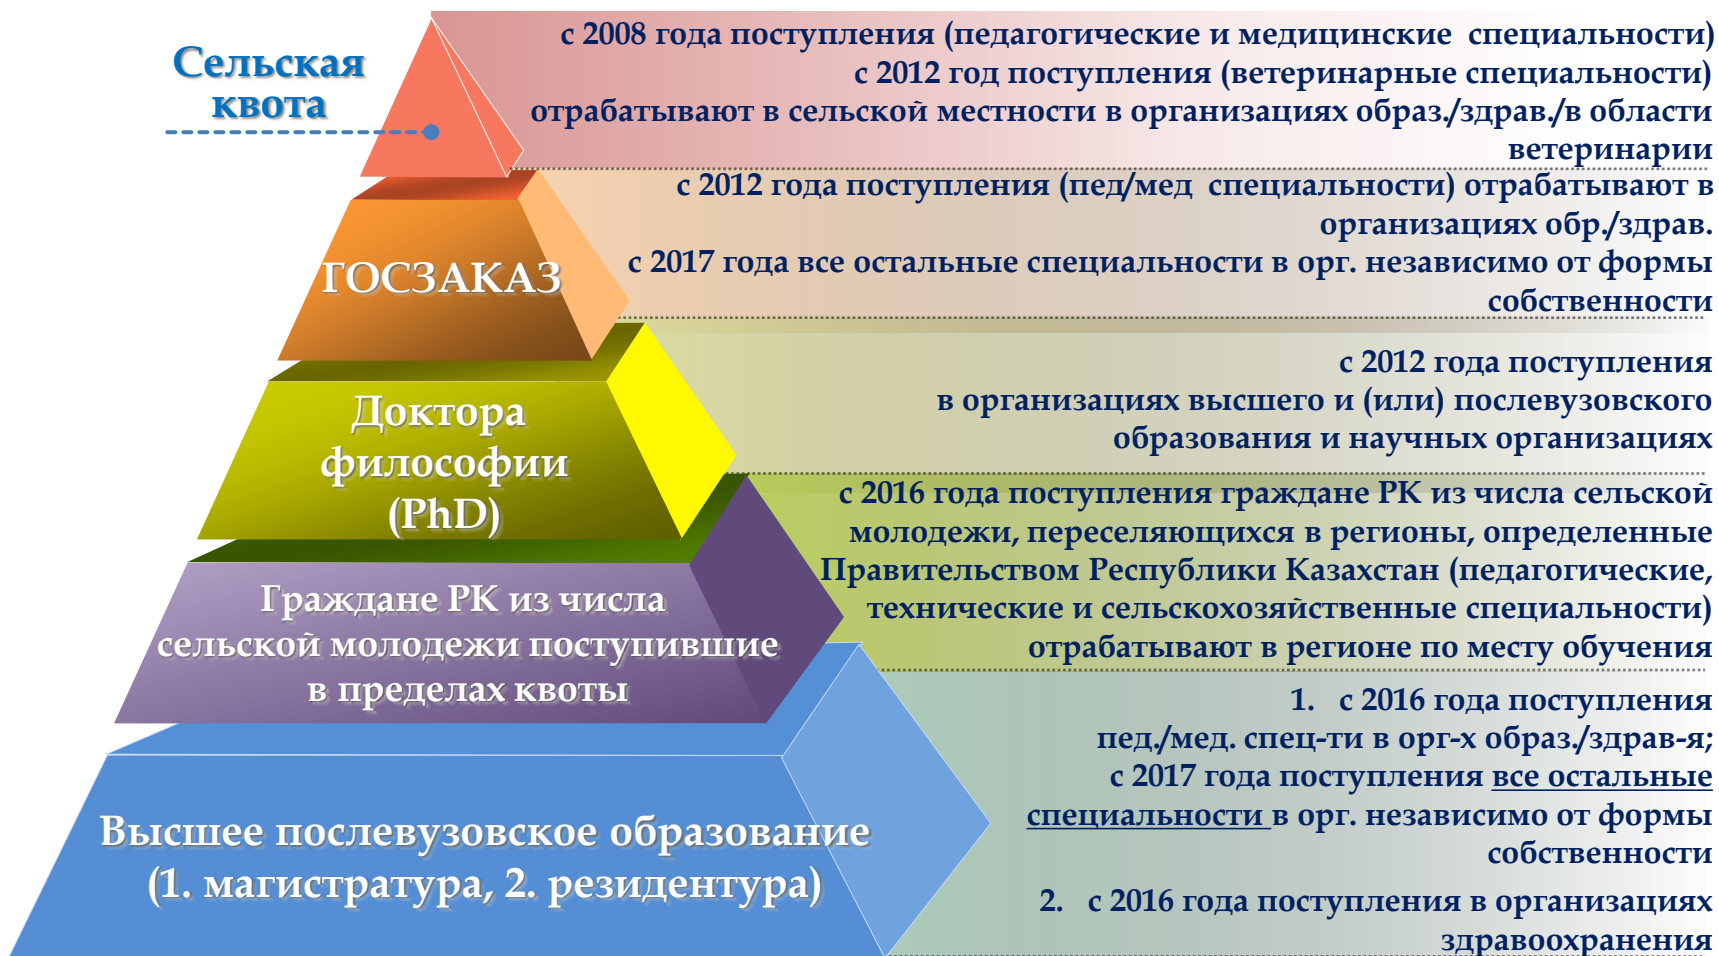 Сельская
квота
с 2008 года поступления (педагогические и медицинские специальности)
с 2012 год поступления (ветеринарные специальности)
отрабатывают в сельской местности в организациях образ./здрав./в области
ветеринарии
ГОСЗАКАЗ
с 2012 года поступления (пед/мед специальности) отрабатывают в
организациях обр./здрав.
с 2017 года все остальные специальности в орг. независимо от формы
собственности
Доктора
философии
(PhD)
с 2012 года поступления
в организациях высшего и (или) послевузовского
образования и научных организациях
Граждане РК из числа
сельской молодежи поступившие
в пределах квоты
с 2016 года поступления граждане РК из числа сельской
молодежи, переселяющихся в регионы, определенные
Правительством Республики Казахстан (педагогические,
технические и сельскохозяйственные специальности)
отрабатывают в регионе по месту обучения
Высшее послевузовское образование
(1. магистратура, 2. резидентура)
1. с 2016 года поступления
пед./мед. спец-ти в орг-х образ./здрав-я;
с 2017 года поступления все остальные
специальности в орг. независимо от формы
собственности
2. с 2016 года поступления в организациях
здравоохранения